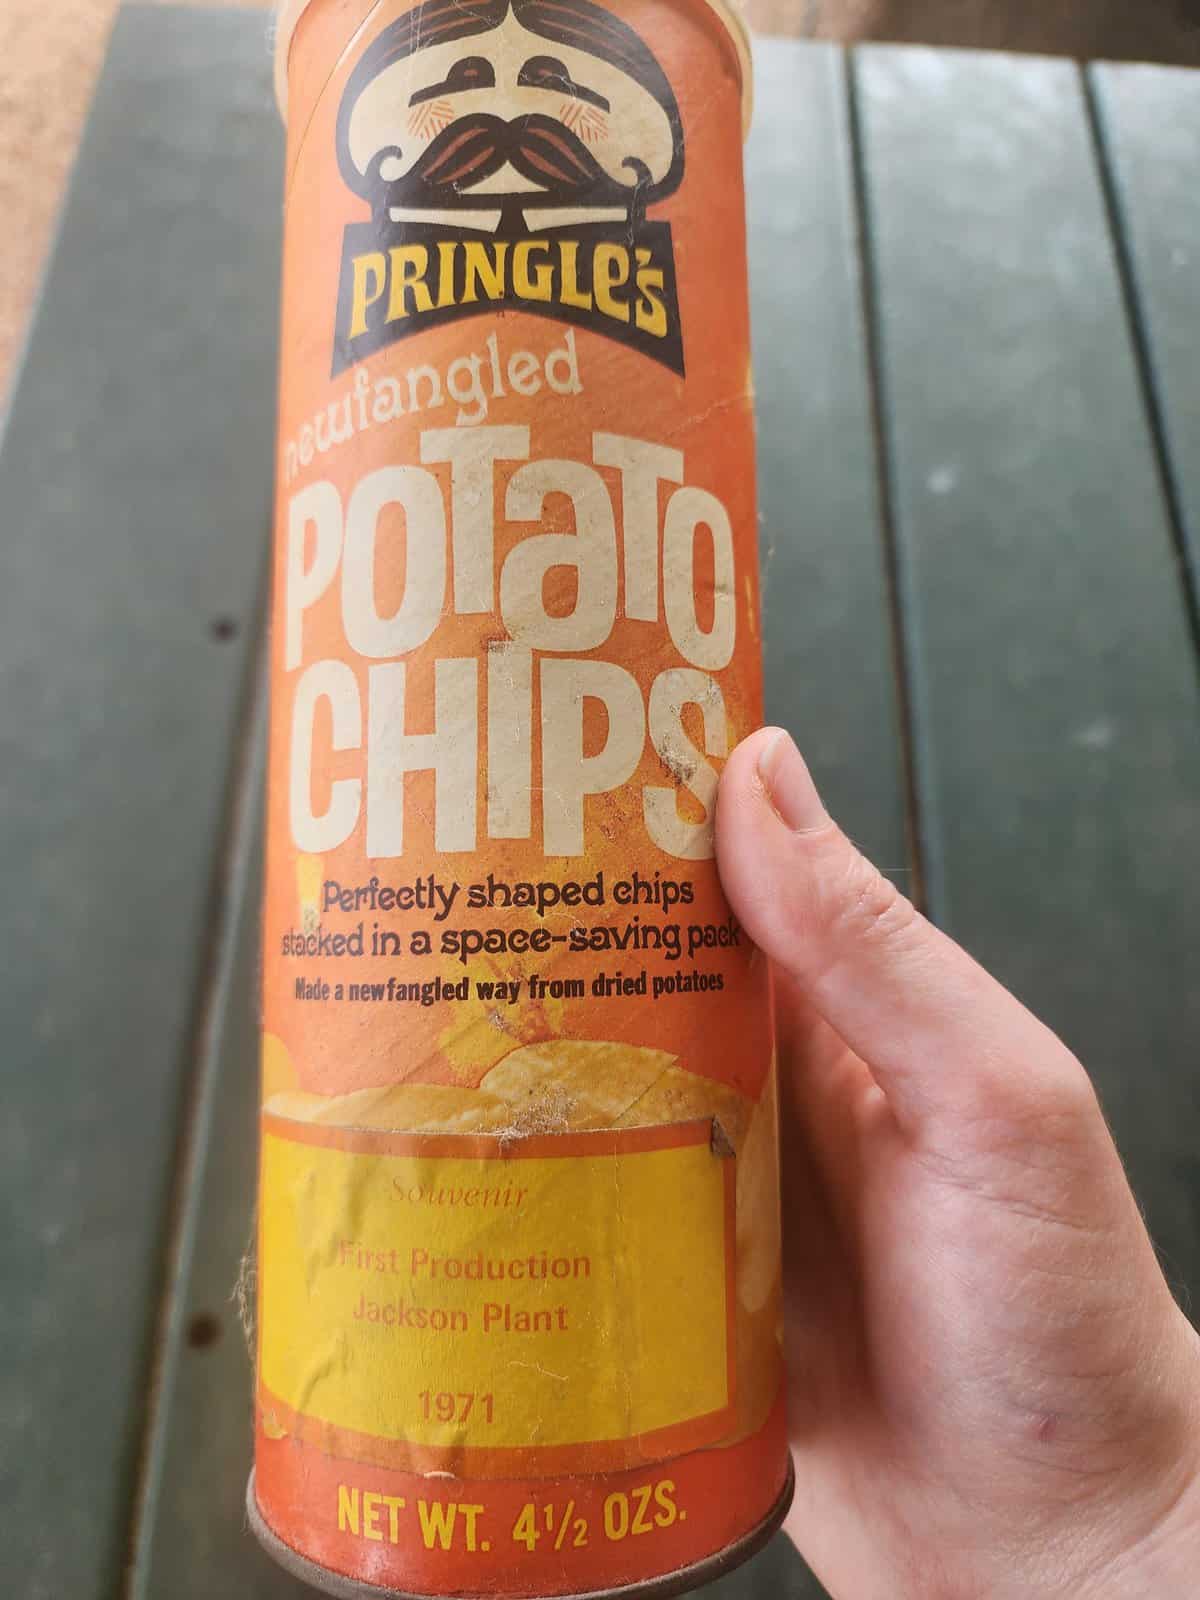 PRINGLe's
newfangled
POTaTO
CHIPS
Perfectly shaped chips
stacked in a space-saving pack
Made a newfangled way from dried potatoes
Souvenir
First Production
Jackson Plant
1971
NET WT. 4½ OZS.